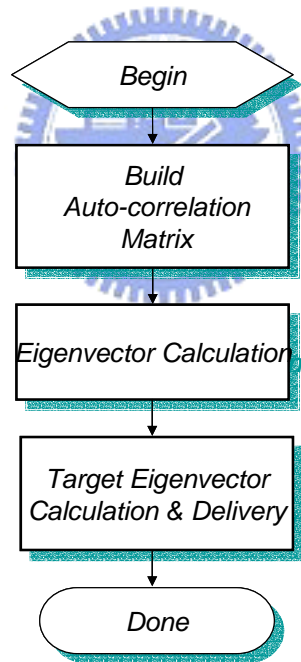 Begin
Build
Auto-correlation
Matrix
Eigenvector Calculation
Target Eigenvector
Calculation & Delivery
Done